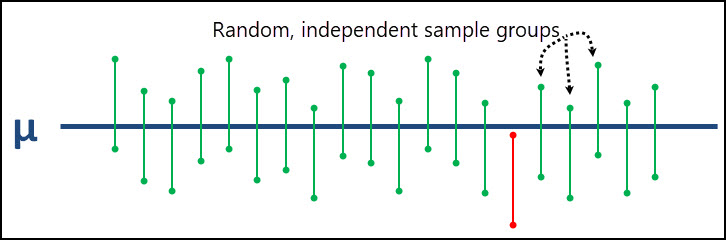 Random, independent sample groups
μ